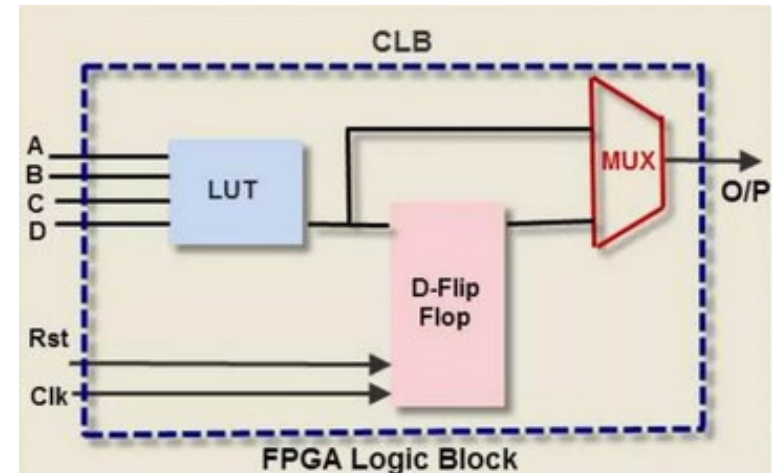 CLB
A
B
C
D
LUT
MUX
O/P
D-Flip
Flop
Rst
Clk
FPGA Logic Block